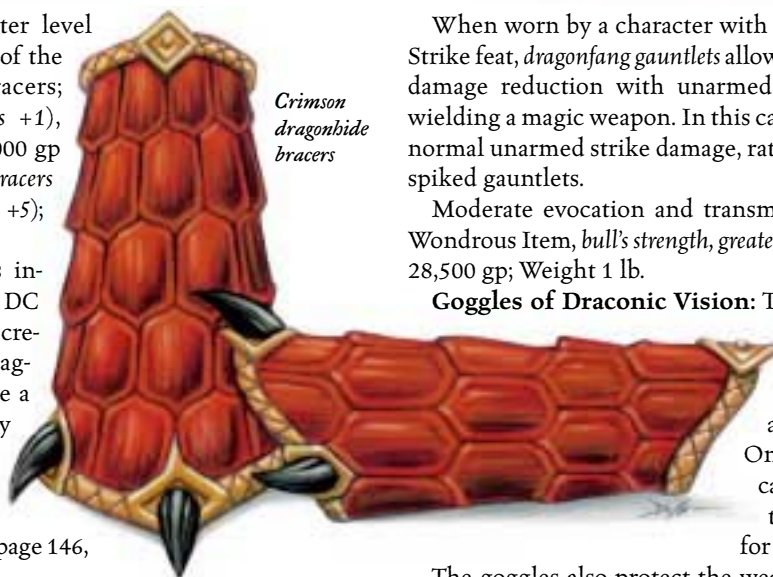 ter level
of the
racers;
s +1),
000 gp
racers
+5);
s in-
DC
cre-
ag-
e a
y
page 146,
Crimson
dragonhide
bracers
When worn by a character with
Strike feat, dragonfang gauntlets allow
damage reduction with unarmed
wielding a magic weapon. In this ca
normal unarmed strike damage, rat
spiked gauntlets.
Moderate evocation and transm
Wondrous Item, bull's strength, greate
28,500 gp; Weight 1 lb.
Goggles of Draconic Vision: T
a
On
ca
t
for
The goggles also protect the wea